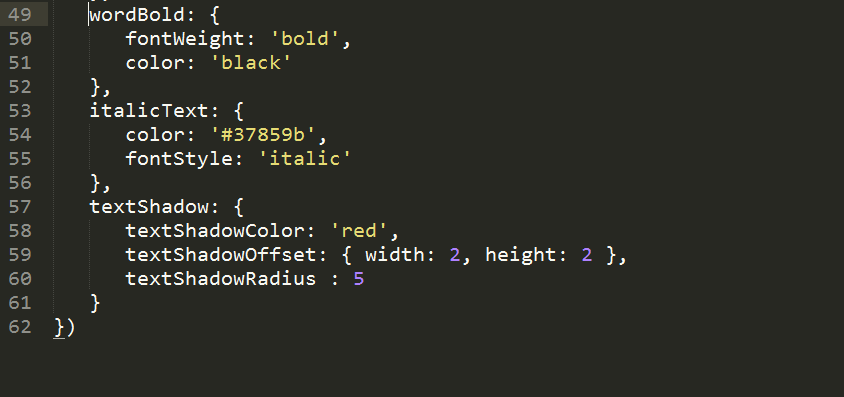 49 wordBold: {
50 fontWeight: 'bold',
51 color: 'black'
52 },
53 italicText: {
54 color: '#37859b',
55 fontStyle: 'italic'
56 },
57 textShadow: {
58 textShadowColor: 'red',
59 textShadowOffset: { width: 2, height: 2 },
60 textShadowRadius : 5
61 }
62 })